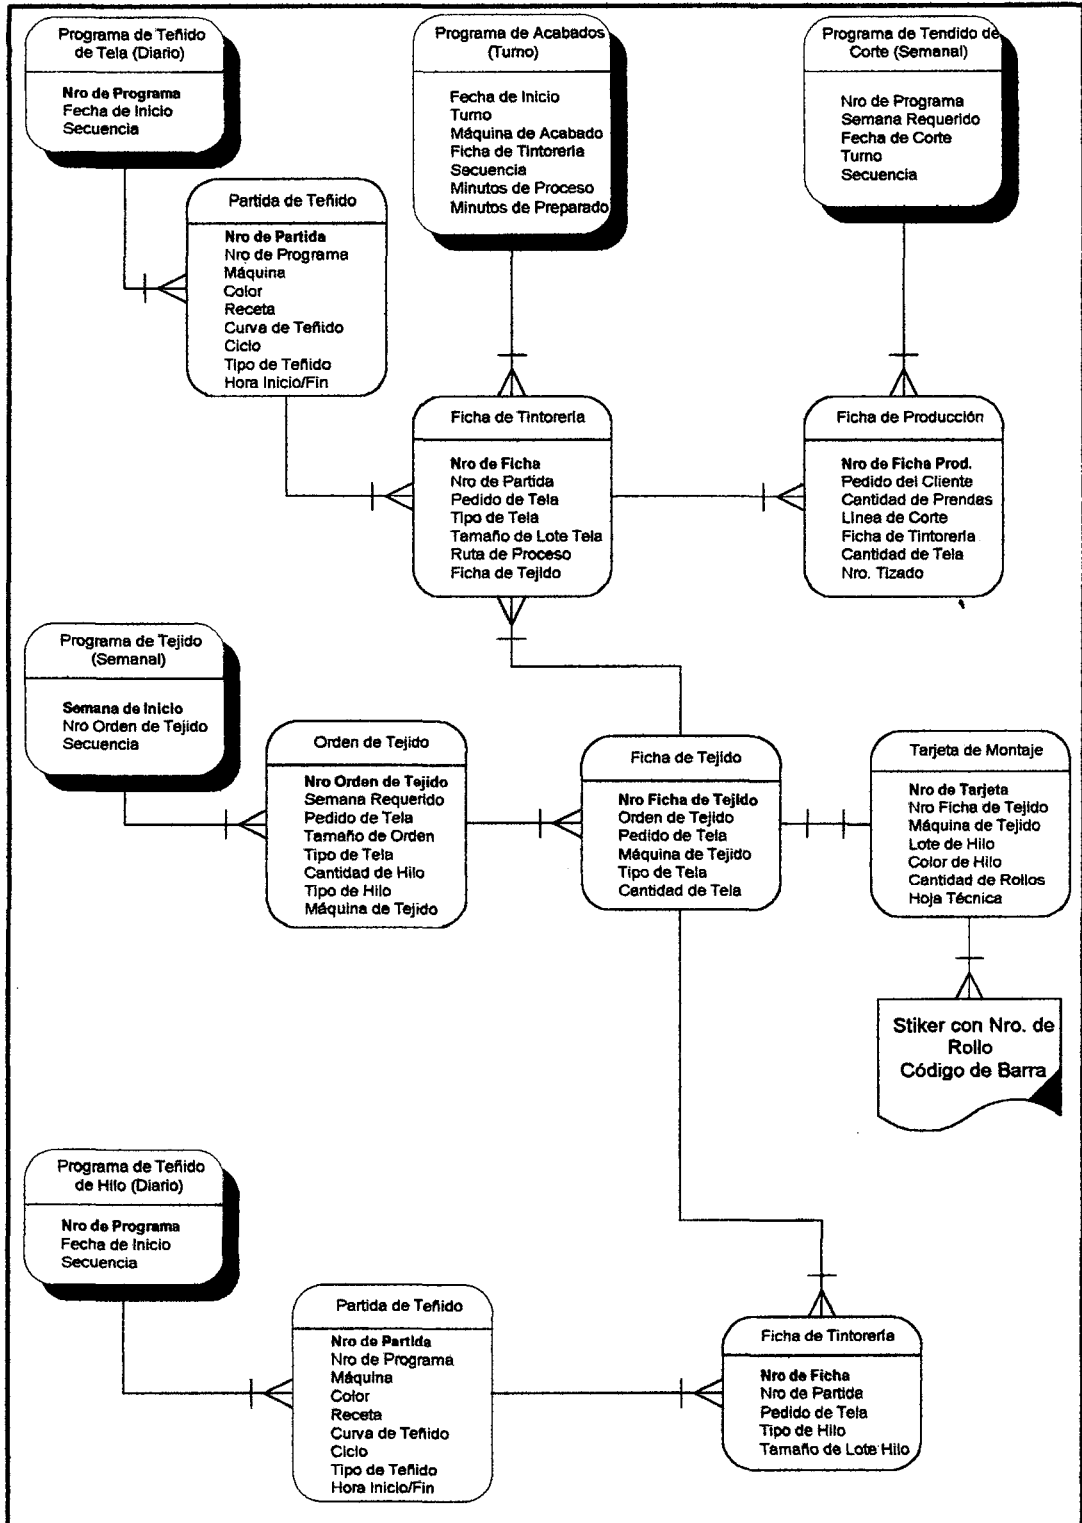 Programa de Teñido
de Tela (Diario)
Nro de Programa
Fecha de Inicio
Secuencia
Programa de Acabados
(Turno)
Fecha de Inicio
Turno
Máquina de Acabado
Ficha de Tintorería
Secuencia
Minutos de Proceso
Minutos de Preparado
Programa de Tendido de
Corte (Semanal)
Nro de Programa
Semana Requerido
Fecha de Corte
Turno
Secuencia
Partida de Teñido
Nro de Partida
Nro de Programa
Máquina
Color
Receta
Curva de Teñido
Ciclo
Tipo de Teñido
Hora Inicio/Fin
Ficha de Tintorería
Nro de Ficha
Nro de Partida
Pedido de Tela
Tipo de Tela
Tamaño de Lote Tela
Ruta de Proceso
Ficha de Tejido
Ficha de Producción
Nro de Ficha Prod.
Pedido del Cliente
Cantidad de Prendas
Línea de Corte
Ficha de Tintorería
Cantidad de Tela
Nro. Tizado
Programa de Tejido
(Semanal)
Semana de Inicio
Nro Orden de Tejido
Secuencia
Orden de Tejido
Nro Orden de Tejido
Semana Requerido
Pedido de Tela
Tamaño de Orden
Tipo de Tela
Cantidad de Hilo
Tipo de Hilo
Máquina de Tejido
Ficha de Tejido
Nro Ficha de Tejido
Orden de Tejido
Pedido de Tela
Máquina de Tejido
Tipo de Tela
Cantidad de Tela
Tarjeta de Montaje
Nro de Tarjeta
Nro Ficha de Tejido
Máquina de Tejido
Lote de Hilo
Color de Hilo
Cantidad de Rollos
Hoja Técnica
Stiker con Nro. de
Rollo
Código de Barra
Programa de Teñido
de Hilo (Diario)
Nro de Programa
Fecha de Inicio
Secuencia
Partida de Teñido
Nro de Partida
Nro de Programa
Máquina
Color
Receta
Curva de Teñido
Ciclo
Tipo de Teñido
Hora Inicio/Fin
Ficha de Tintorería
Nro de Ficha
Nro de Partida
Pedido de Tela
Tipo de Hilo
Tamaño de Lote Hilo